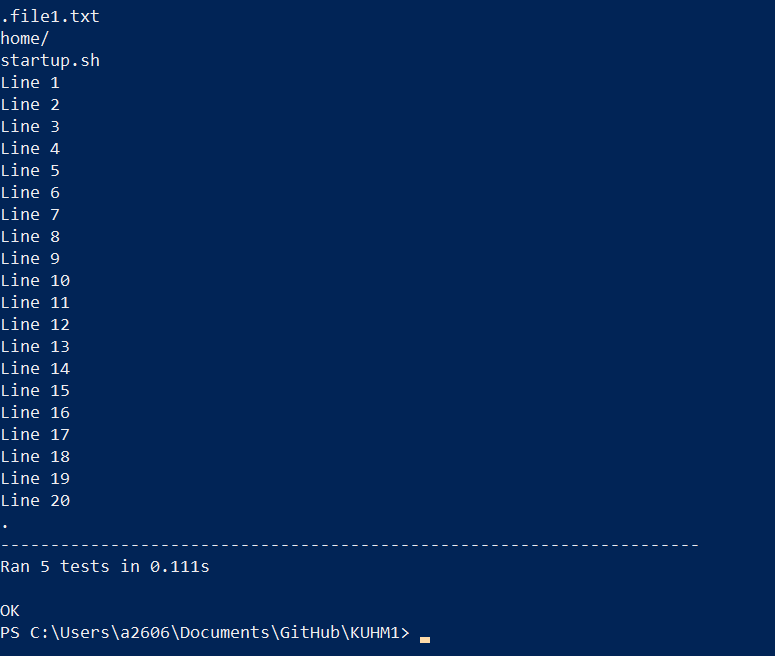 .file1.txt
home/
startup.sh
Line 1
Line 2
Line 3
Line 4
Line 5
Line 6
Line 7
Line 8
Line 9
Line 10
Line 11
Line 12
Line 13
Line 14
Line 15
Line 16
Line 17
Line 18
Line 19
Line 20
.
----------------------------------------------------------------------
Ran 5 tests in 0.111s
OK
PS C:\Users\a2606\Documents\GitHub\KUHM1>